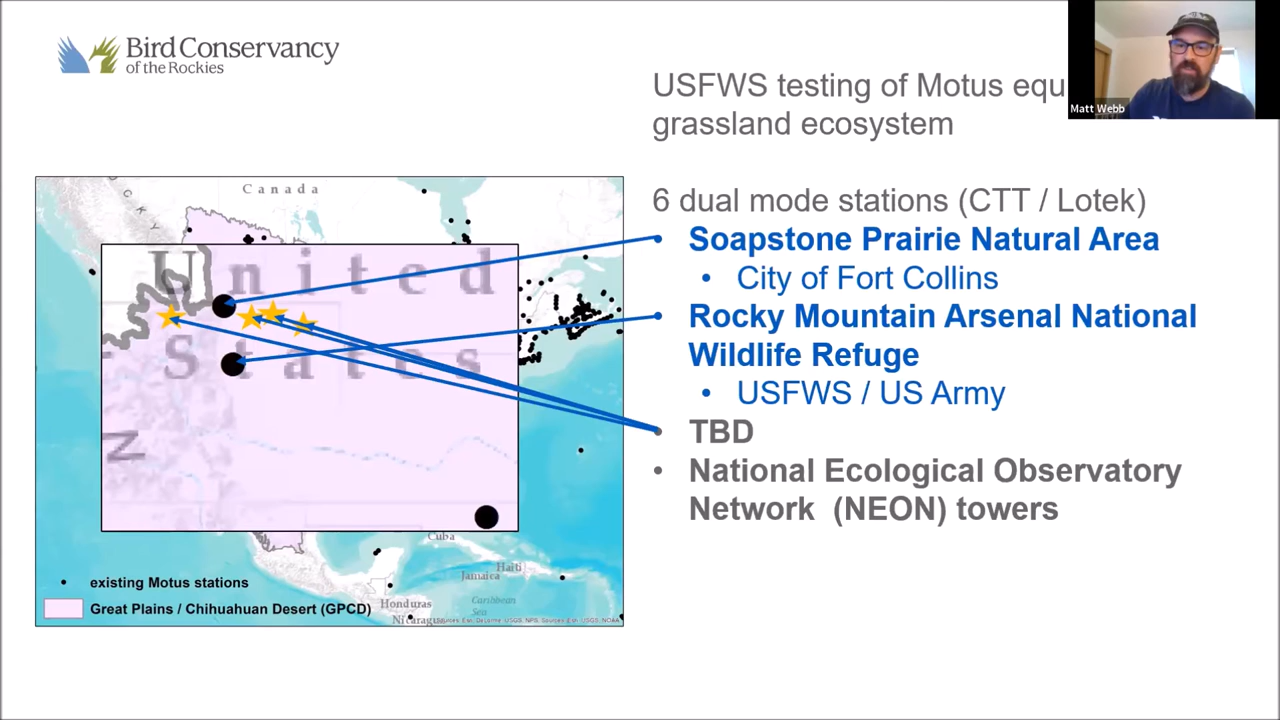 Bird Conservancy
of the Rockies
USFWS testing of Motus equ
grassland ecosystem
Matt Webb
6 dual mode stations (CTT / Lotek)
• Soapstone Prairie Natural Area
• City of Fort Collins
• Rocky Mountain Arsenal National
Wildlife Refuge
• USFWS / US Army
• TBD
• National Ecological Observatory
Network (NEON) towers
Canada
United
States
Cuba
Haiti
Jamaica
Caribbean
Sea
Honduras
• existing Motus stations
Great Plains / Chihuahuan Desert (GPCD)